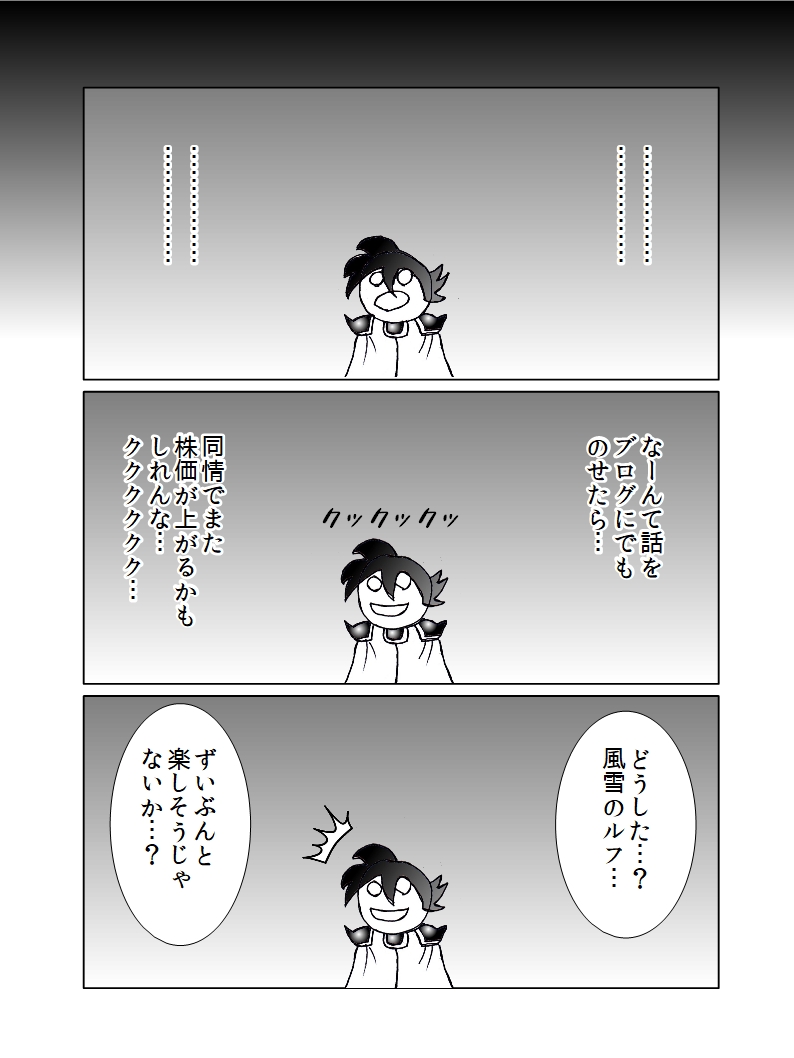 ………………
………………
………………
………………
なーんて話を
ブログにでも
のせたら…
クックックッ
同情でまた
株価が上がるかも
しれんな…
クククククク…
どうした…?
風雪のルフ…
ずいぶんと
楽しそうじゃ
ないか…?